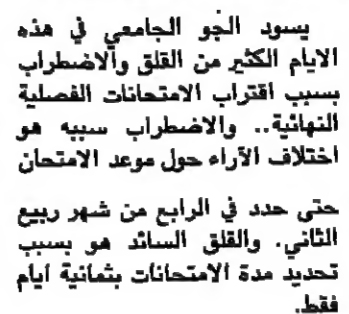 يسود الجو الجامعي في هذه
الايام الكثير من القلق والاضطراب
بسبب اقتراب الامتحانات الفصلية
النهائية.. والاضطراب سببه هو
اختلاف الآراء حول موعد الامتحان
حتى حدد في الرابع من شهر ربيع
الثاني. والقلق السائد هو بسبب
تحديد مدة الامتحانات بثمانية ايام
فقط.